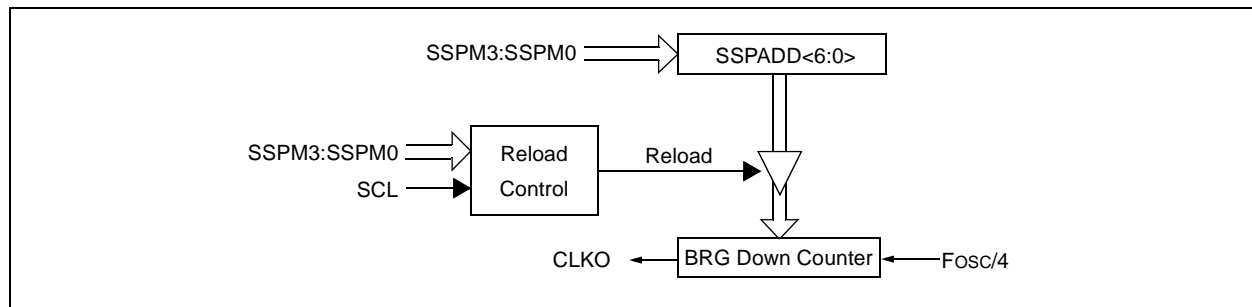 SSPM3:SSPM0
SSPADD<6:0>
SSPM3:SSPM0
SCL
Reload
Control
Reload
CLKO
BRG Down Counter
FOSC/4